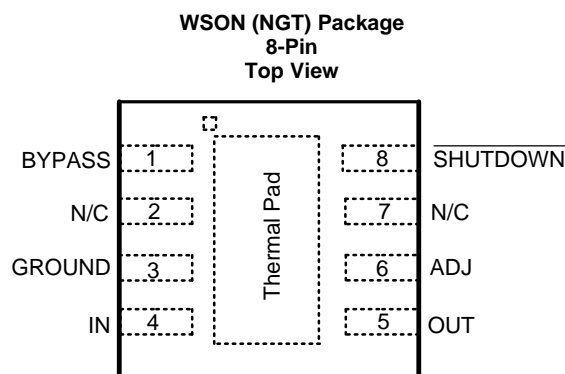 WSON (NGT) Package
8-Pin
Top View
BYPASS 1 8 SHUTDOWN
N/C 2 7 N/C
GROUND 3 6 ADJ
IN 4 5 OUT
Thermal Pad